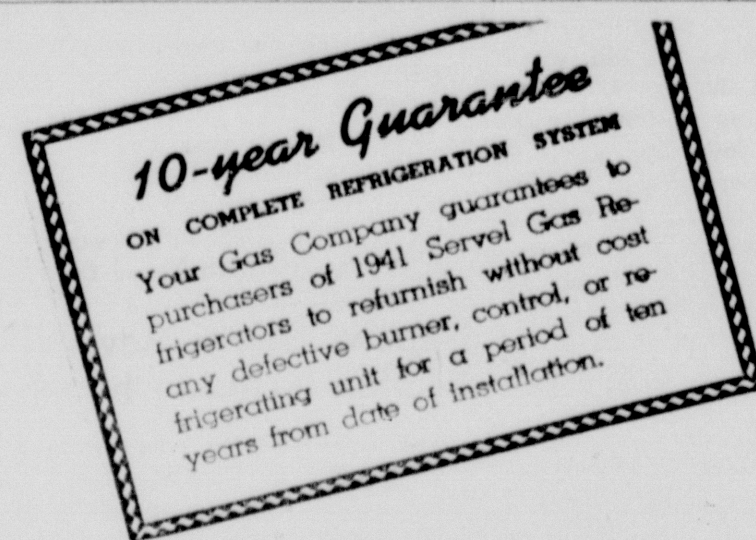 10-year Guarantee
ON COMPLETE REFRIGERATION SYSTEM
Your Gas Company guarantees to
purchasers of 1941 Servel Gas Re-
frigerators to refurnish without cost
any defective burner, control, or re-
frigerating unit for a period of ten
years from date of installation.